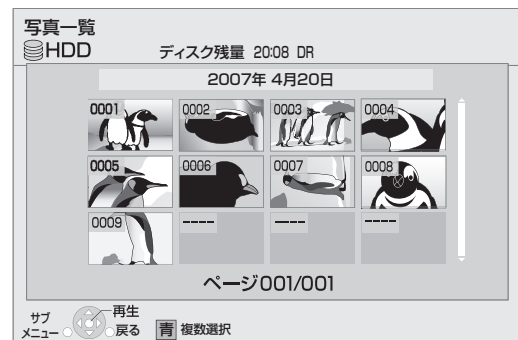 写真一覧
HDD ディスク残量 20:08 DR
2007年 4月20日
0001 0002 0003 0004
0005 0006 0007 0008
0009 ---- ---- ----
ページ001/001
サブメニュー 再生 戻る 青 複数選択